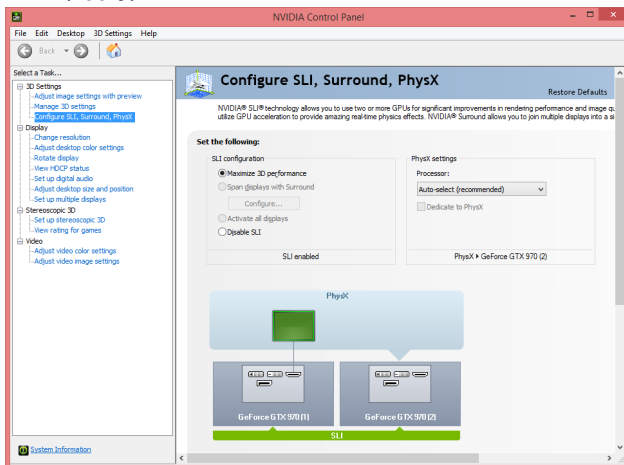 NVIDIA Control Panel
File Edit Desktop 3D Settings Help
Back
Select a Task...
3D Settings
Adjust image settings with preview
Manage 3D settings
Configure SLI, Surround, PhysX
Display
Change resolution
Adjust desktop color settings
Rotate display
View HDCP status
Set up digital audio
Adjust desktop size and position
Set up multiple displays
Stereoscopic 3D
Set up stereoscopic 3D
View rating for games
Video
Adjust video color settings
Adjust video image settings
System Information
Configure SLI, Surround, PhysX
Restore Defaults
NVIDIA® SLI® technology allows you to use two or more GPUs for significant improvements in rendering performance and image qu
utilize GPU acceleration to provide amazing real-time physics effects. NVIDIA® Surround allows you to join multiple displays into a si
Set the following:
SLI configuration
Maximize 3D performance
Span displays with Surround
Configure...
Activate all displays
Disable SLI
SLI enabled
PhysX settings
Processor:
Auto-select (recommended)
Dedicate to PhysX
PhysX ▸ GeForce GTX 970 (2)
PhysX
GeForce GTX 970 (1)
GeForce GTX 970 (2)
SLI